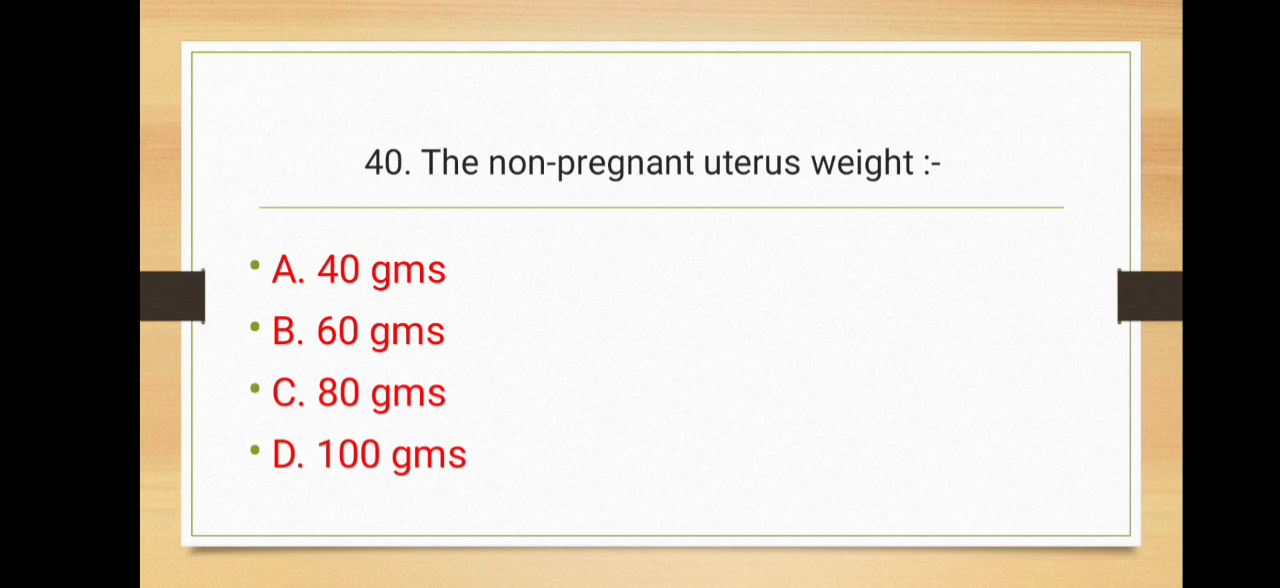 40. The non-pregnant uterus weight :-
• A. 40 gms
• B. 60 gms
• C. 80 gms
• D. 100 gms